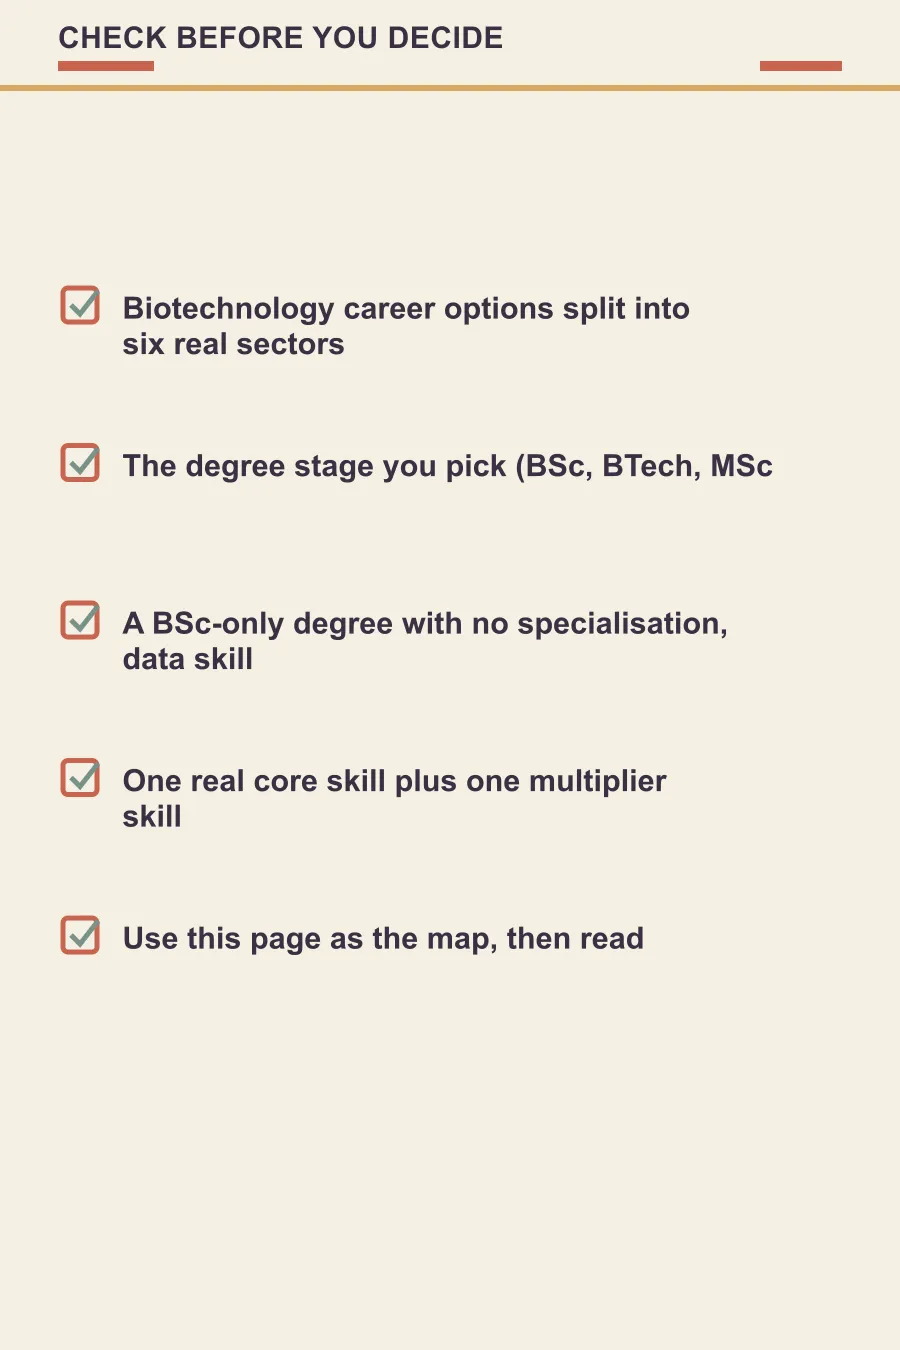 CHECK BEFORE YOU DECIDE
Biotechnology career options split into
six real sectors
The degree stage you pick (BSc, BTech, MSc
A BSc-only degree with no specialisation,
data skill
One real core skill plus one multiplier
skill
Use this page as the map, then read